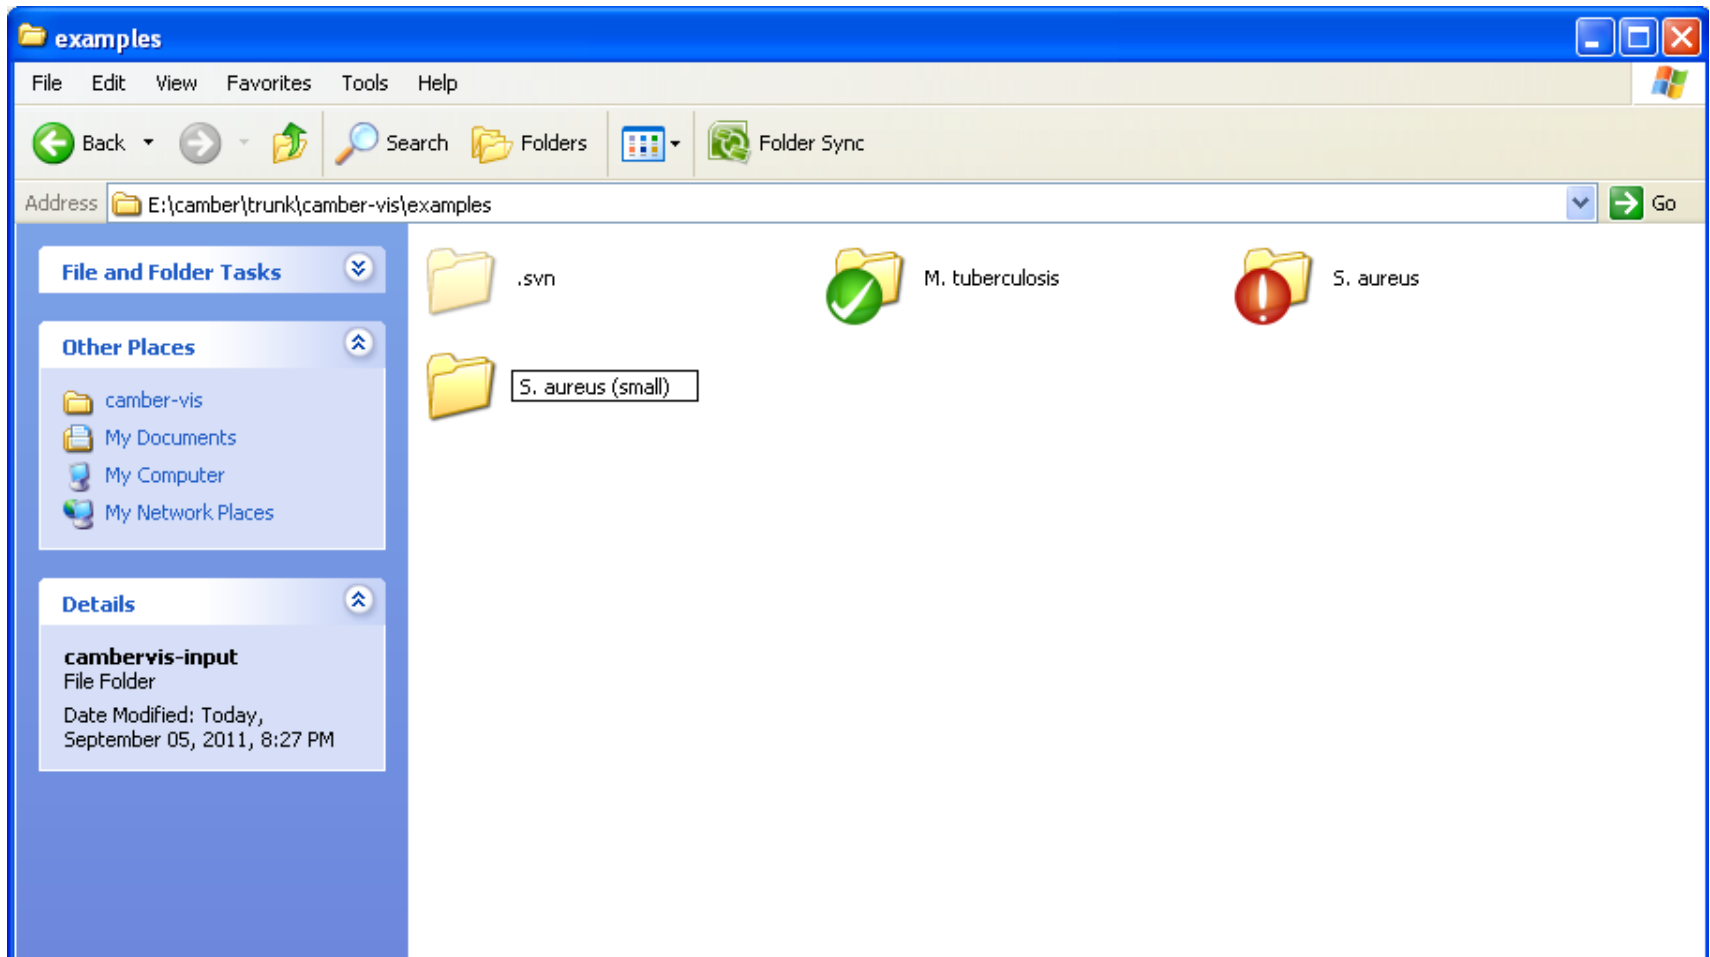 examples
File Edit View Favorites Tools Help
Back Search Folders Folder Sync
Address E:\camber\trunk\camber-vis\examples Go
File and Folder Tasks
Other Places
camber-vis
My Documents
My Computer
My Network Places
Details
cambervis-input
File Folder
Date Modified: Today,
September 05, 2011, 8:27 PM
.svn M. tuberculosis S. aureus
S. aureus (small)